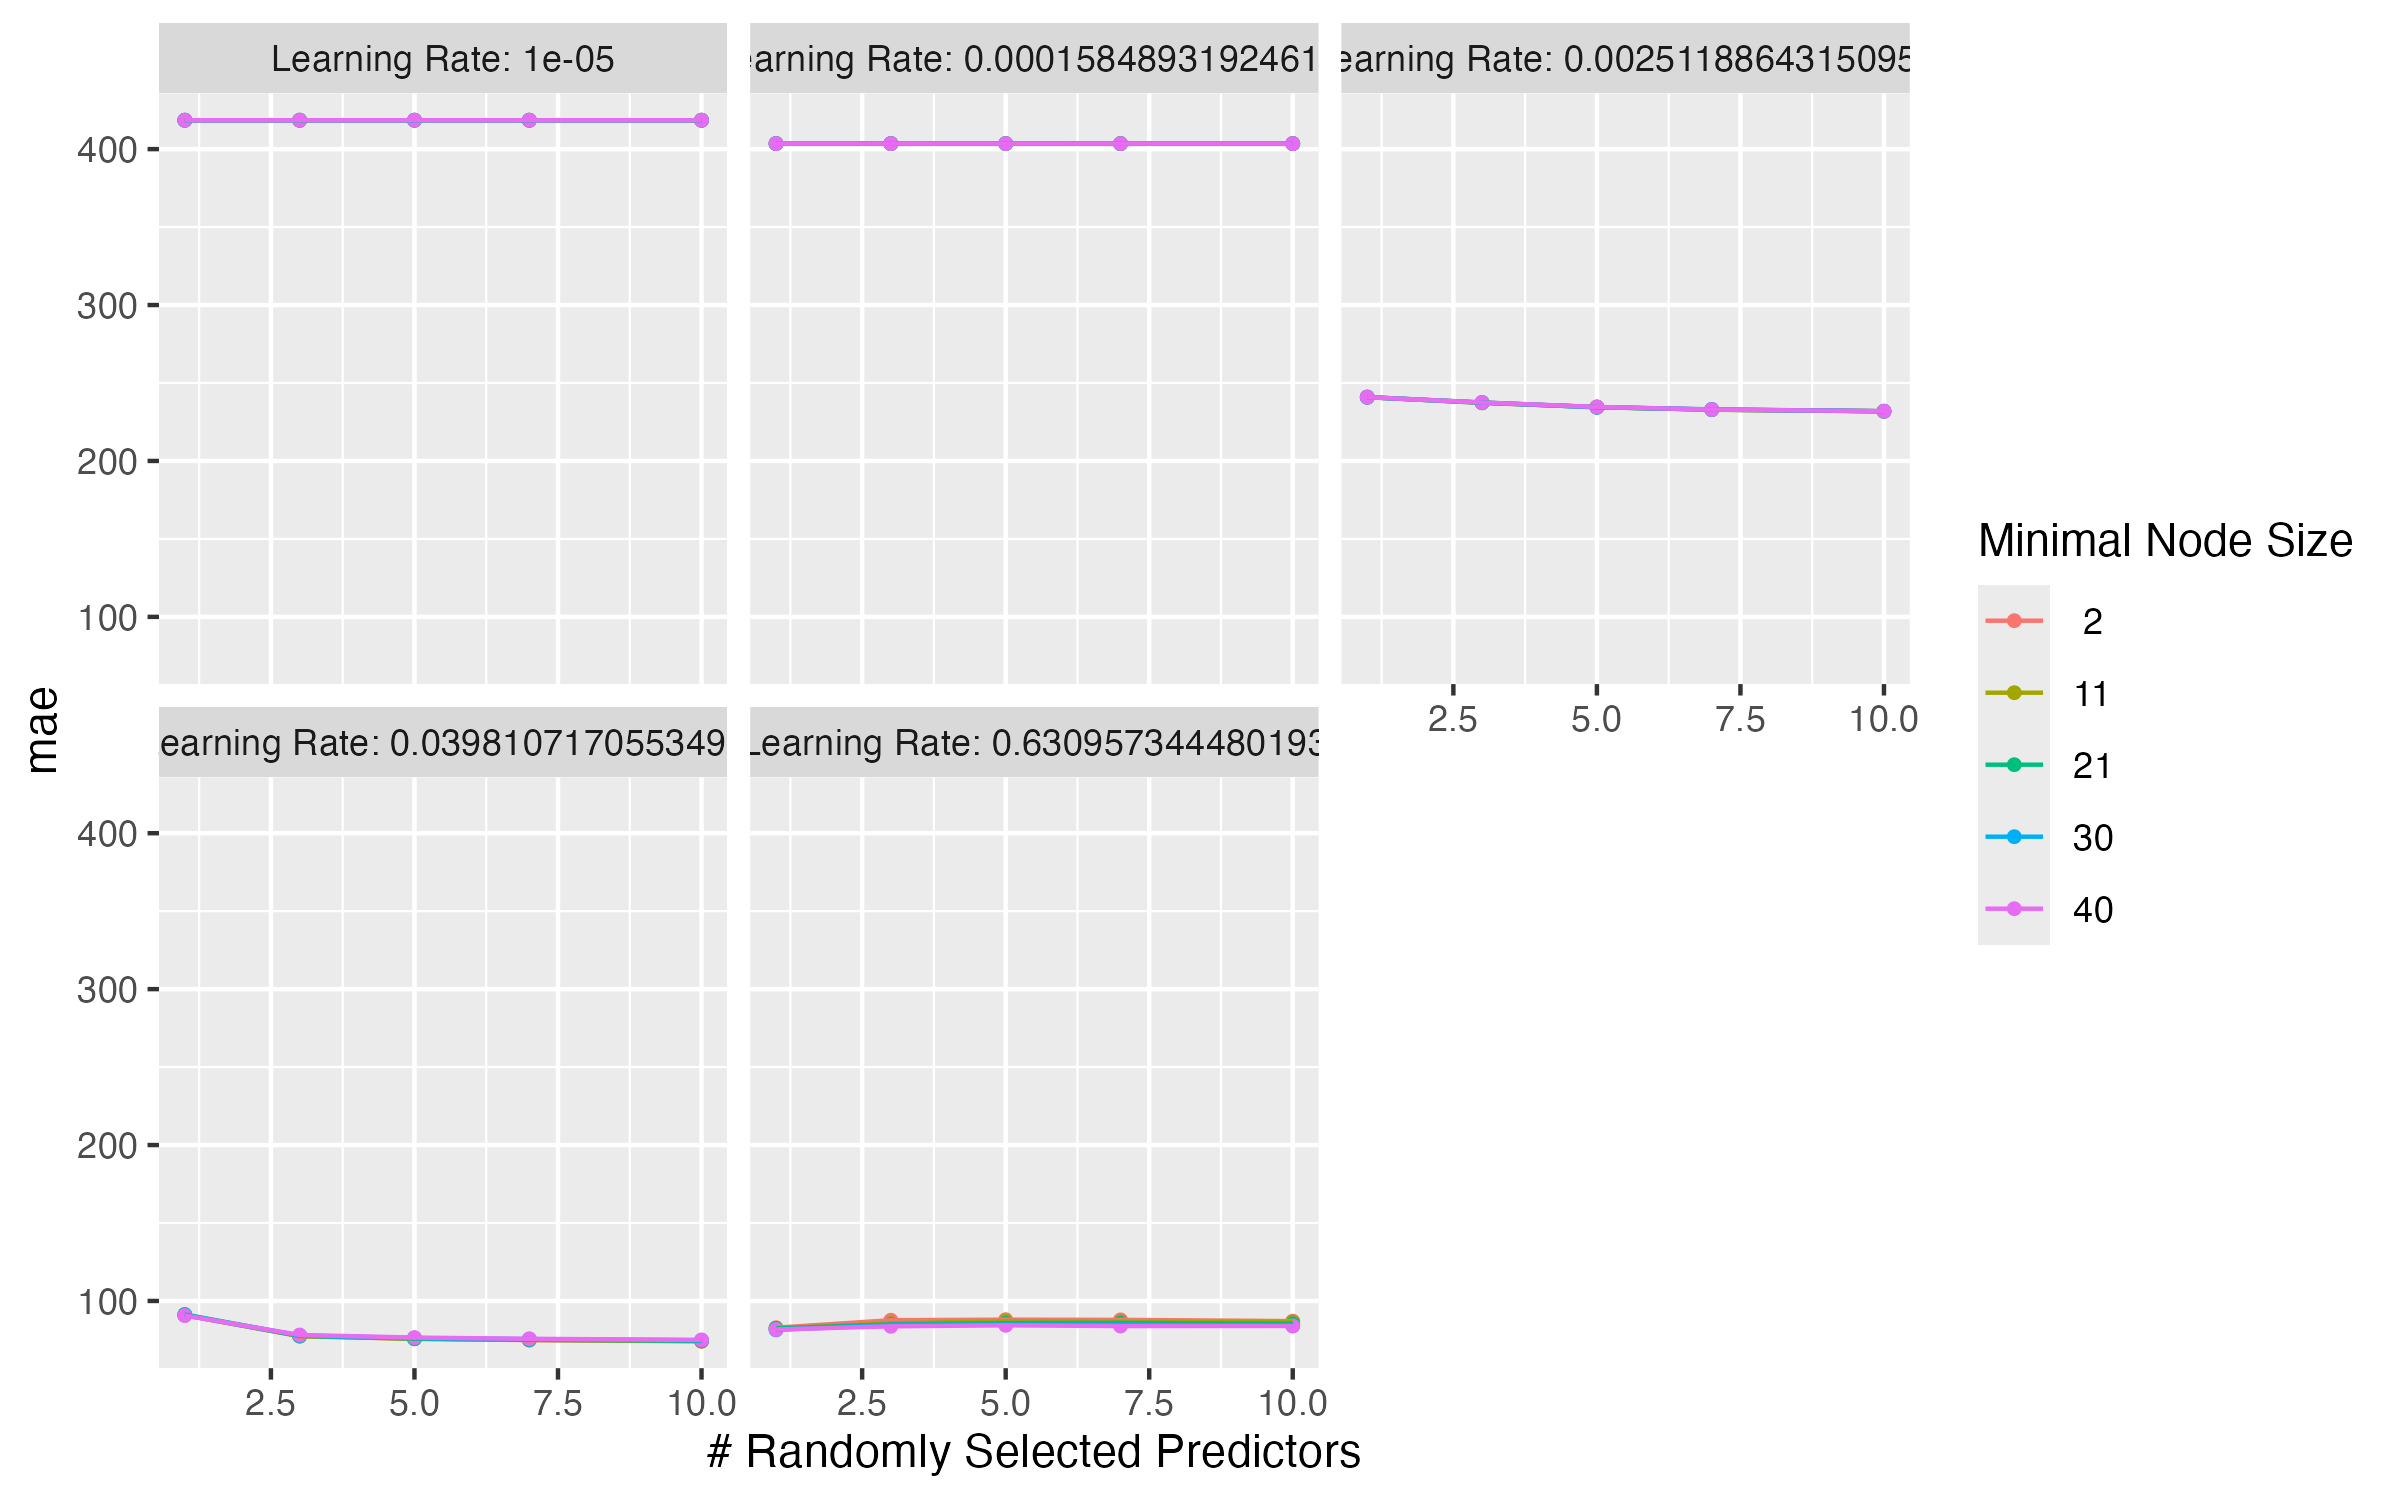 Learning Rate: 1e-05
earning Rate: 0.0001584893192461
earning Rate: 0.0025118864315095
400
300
200
100
2.5 5.0 7.5 10.0
earning Rate: 0.039810717055349
Learning Rate: 0.630957344480193
400
300
200
100
2.5 5.0 7.5 10.0
2.5 5.0 7.5 10.0
# Randomly Selected Predictors
mae
Minimal Node Size
2
11
21
30
40